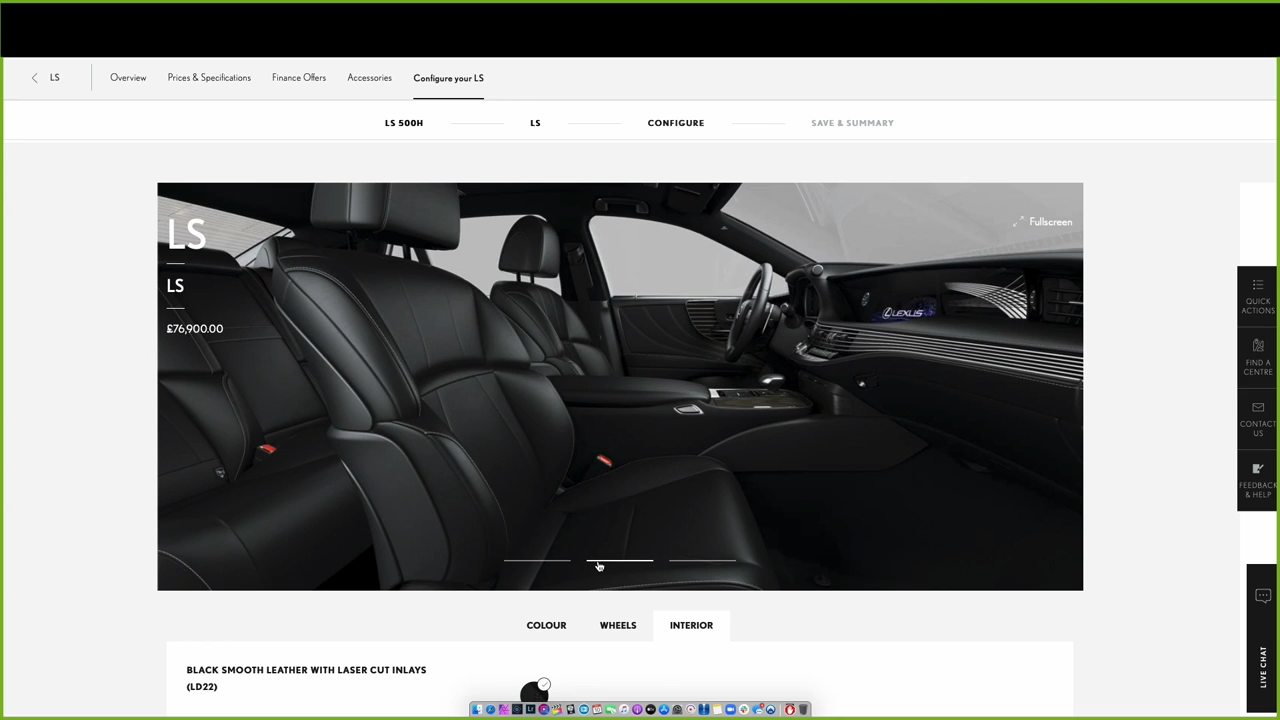 LS
Overview
Prices & Specifications
Finance Offers
Accessories
Configure your LS
LS 500H
LS
CONFIGURE
SAVE & SUMMARY
LS
LS
£76,900.00
Fullscreen
LEXUS
QUICK
ACTIONS
FIND A
CENTRE
CONTACT
US
FEEDBACK
& HELP
COLOUR
WHEELS
INTERIOR
BLACK SMOOTH LEATHER WITH LASER CUT INLAYS
(LD22)
LIVE CHAT